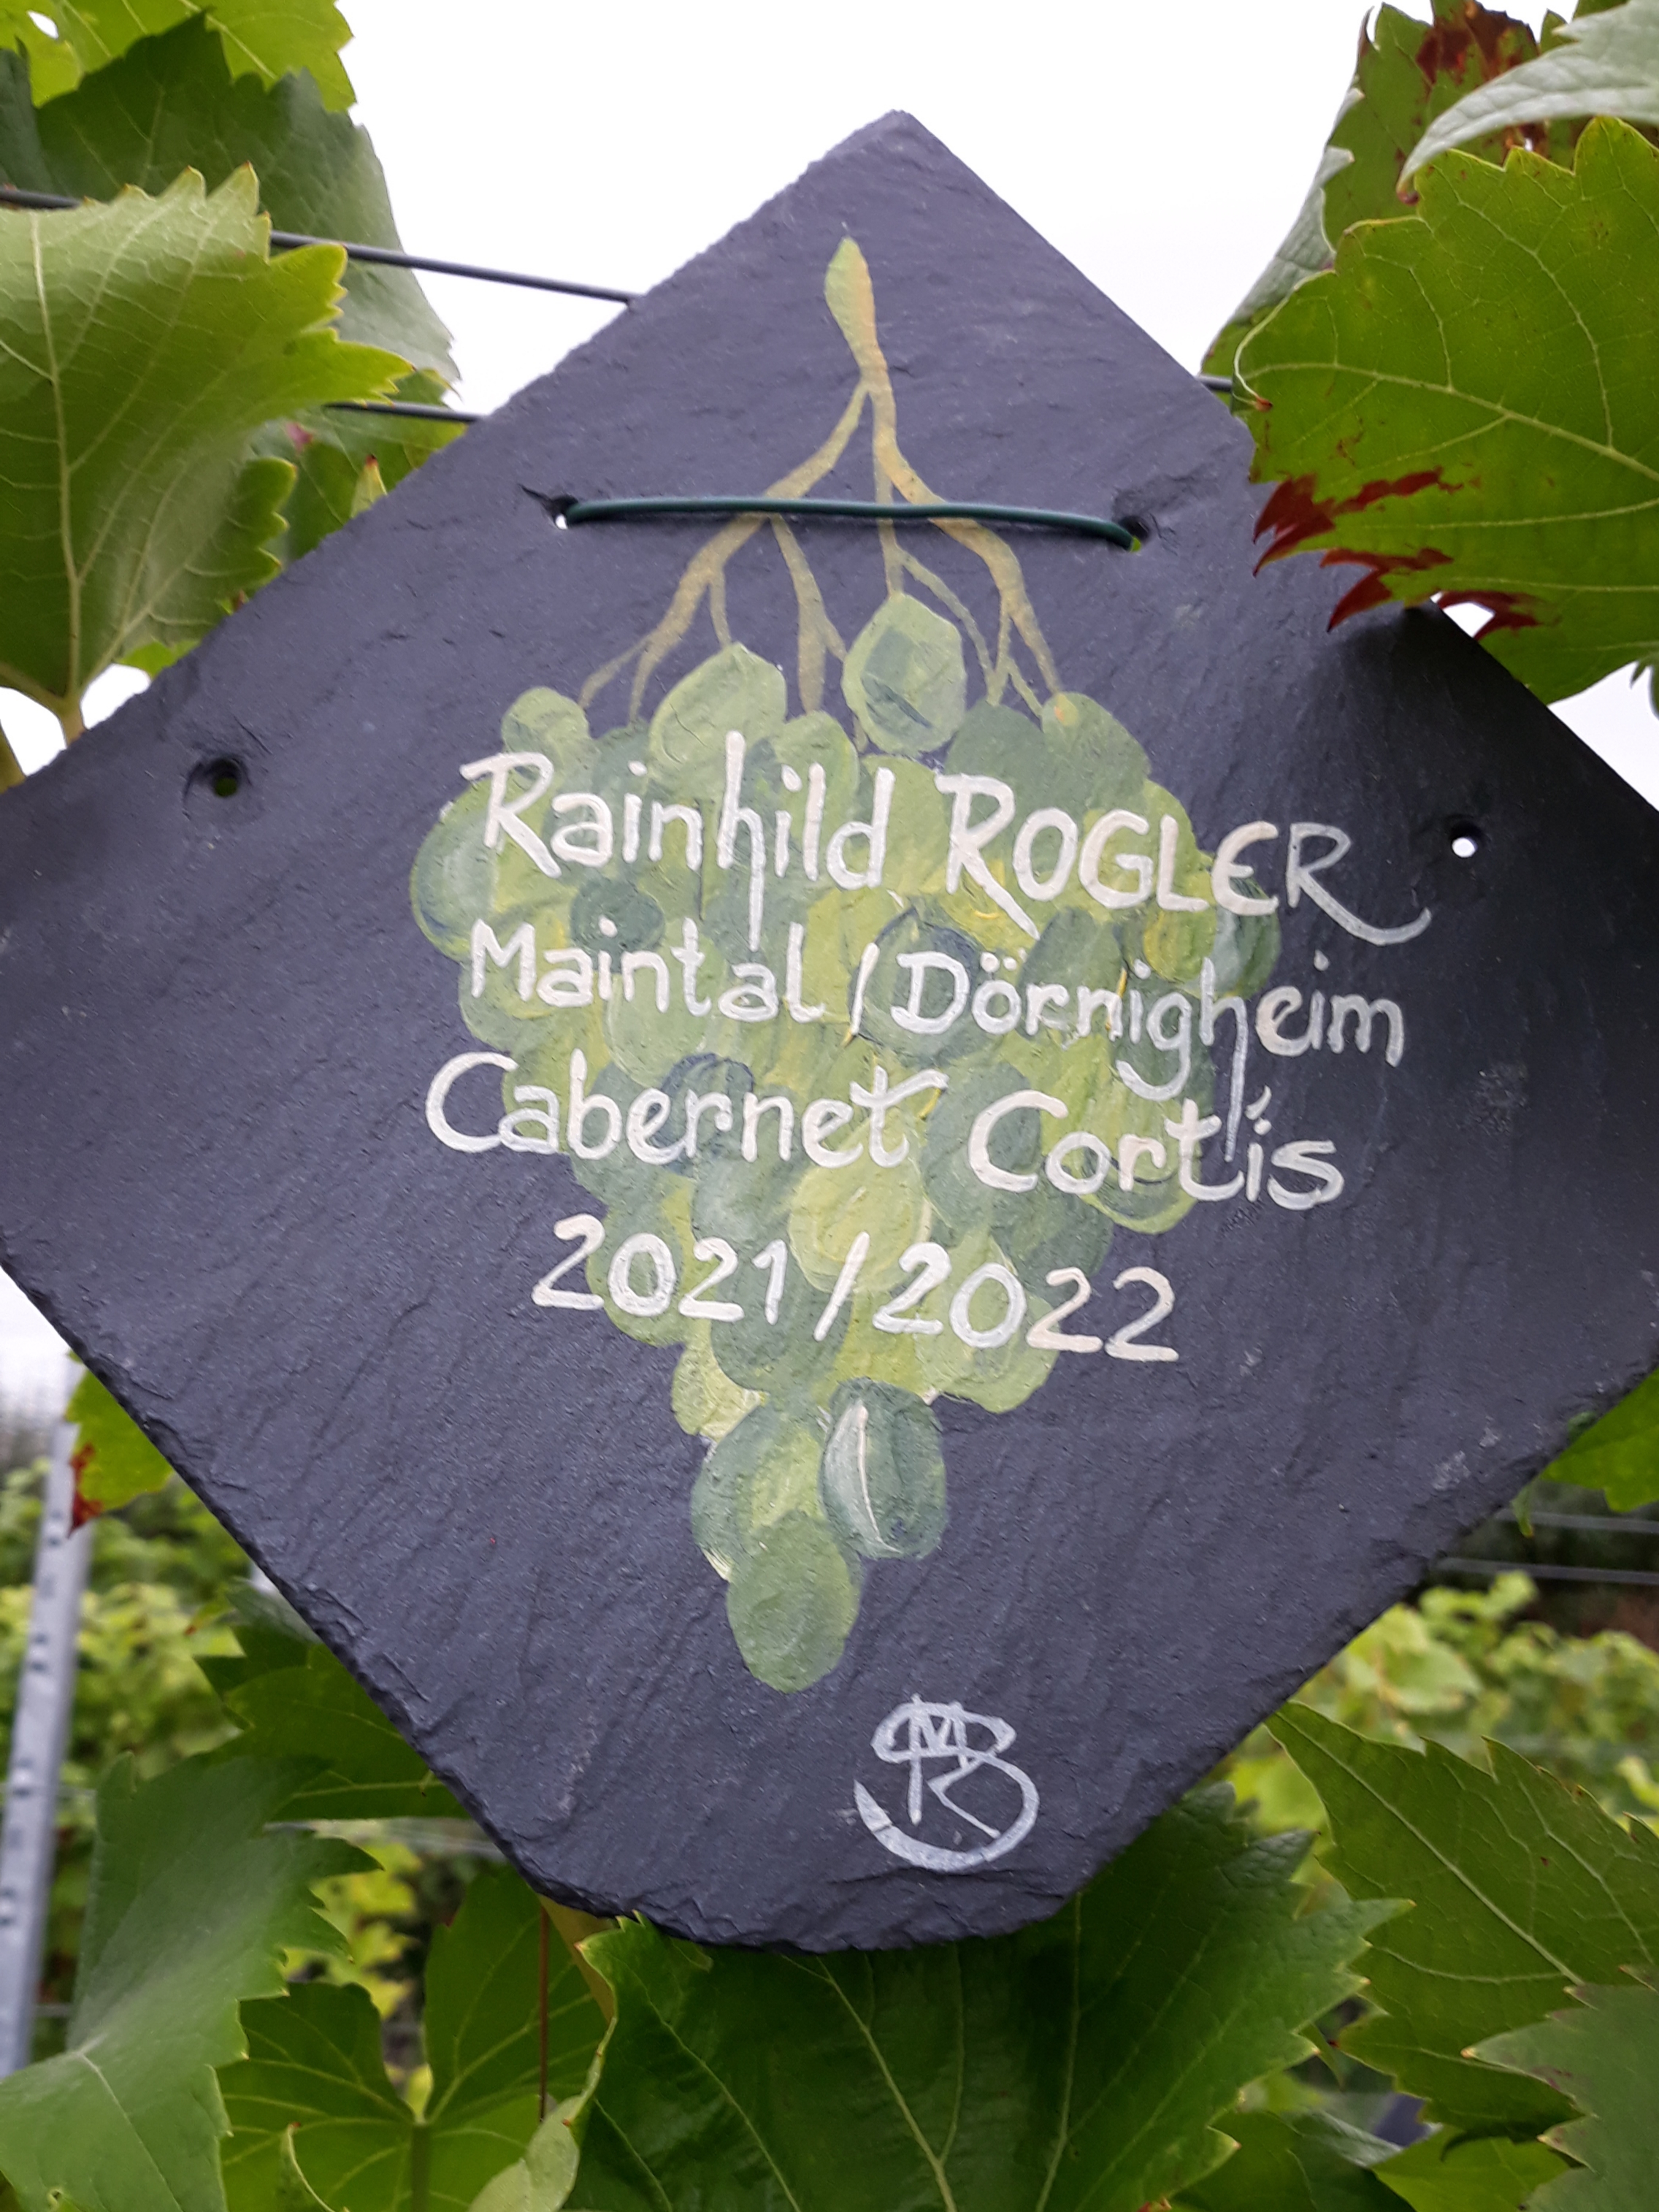 Rainhild ROGLER
Maintal/Dörnigheim
Cabernet Cortis
2021/2022